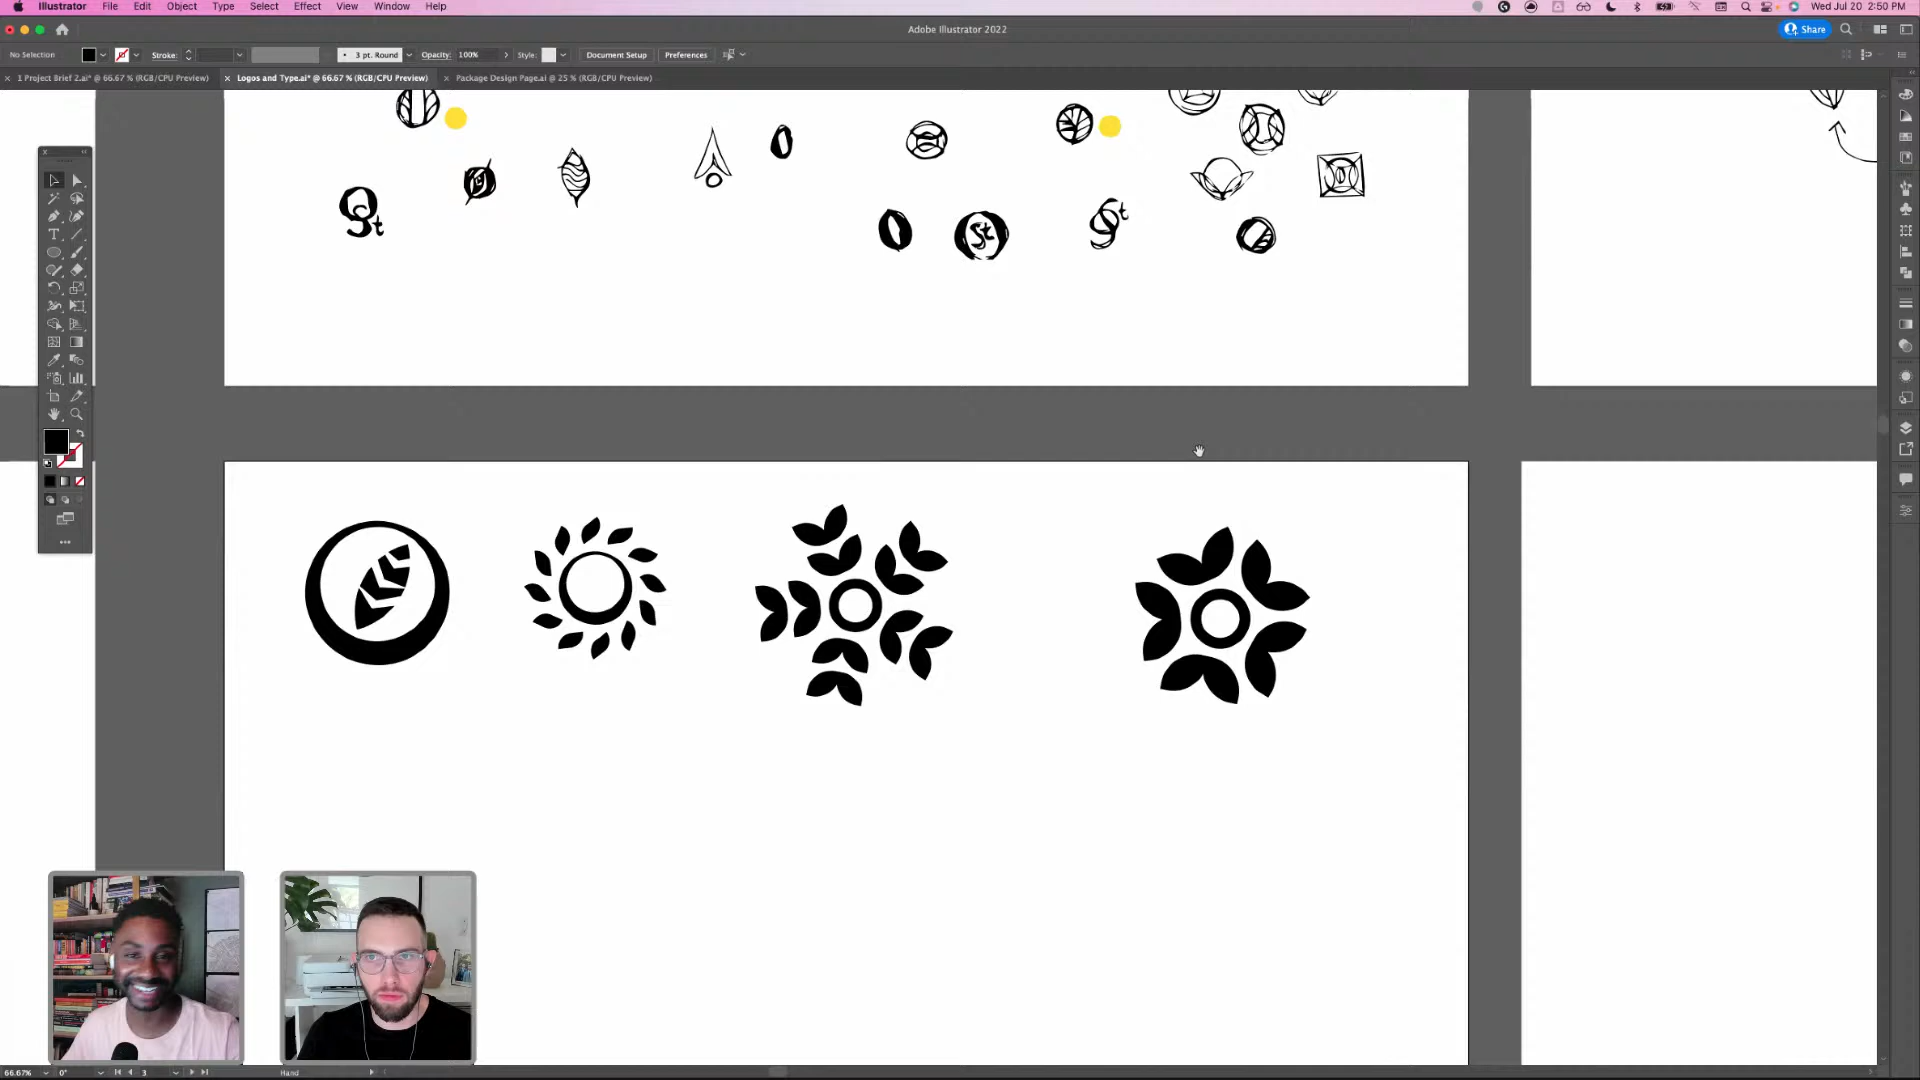 Illustrator File Edit Object Type Select Effect View Window Help Wed Jul 20 2:50 PM
Adobe Illustrator 2022
Share
No Selection Stroke: 3 pt. Round Opacity: 100% Style: Document Setup Preferences
1 Project Brief 2.ai* @ 66.67 % (RGB/CPU Preview) Logos and Type.ai* @ 66.67 % (RGB/CPU Preview) Package Design Page.ai @ 25 % (RGB/CPU Preview)
St
St
St
66.67% 0° 3 Hand